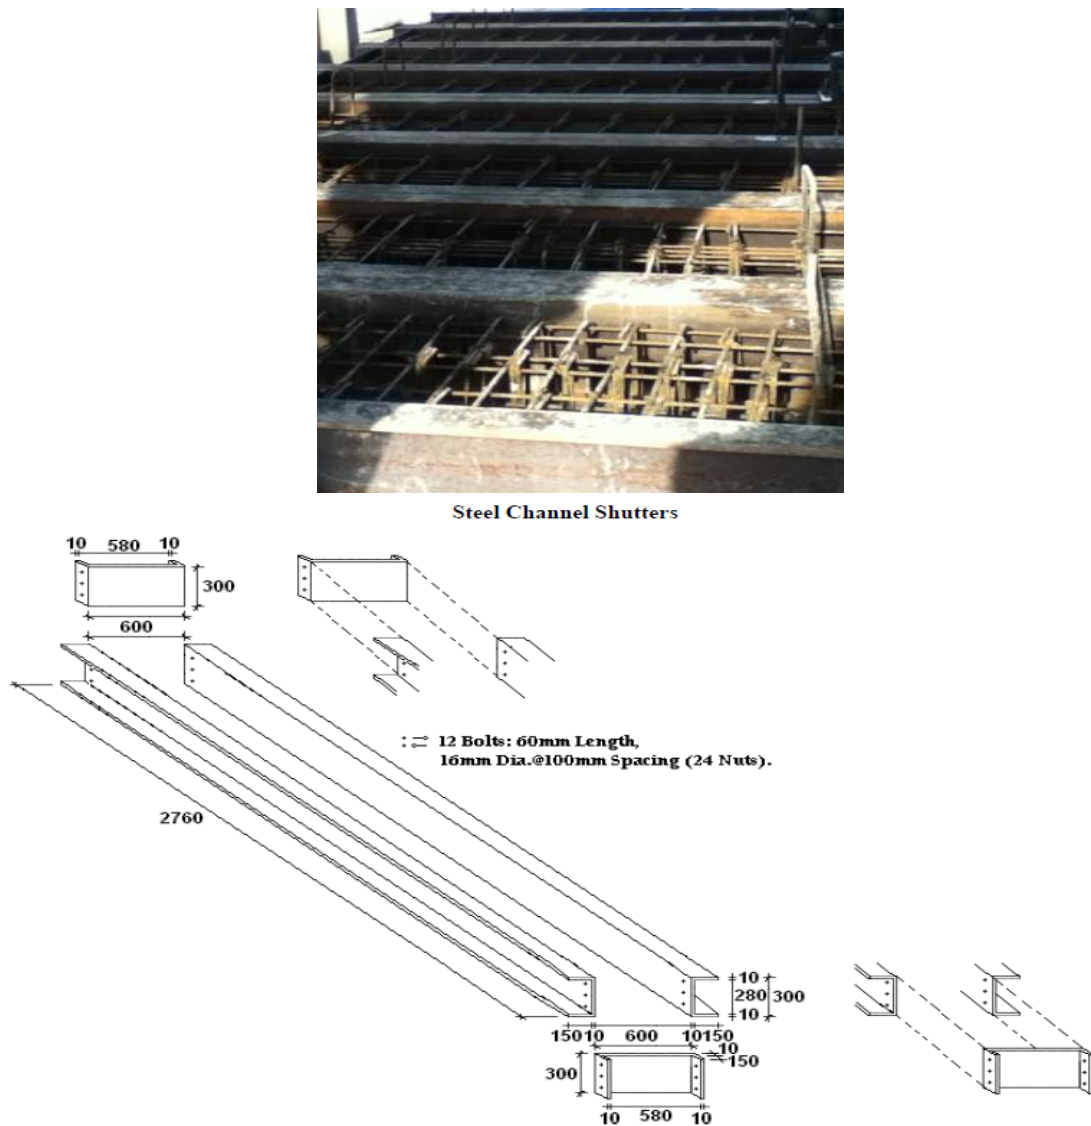 Steel Channel Shutters
10 580 10
300
600
12 Bolts: 60mm Length,
16mm Dia.@100mm Spacing (24 Nuts).
2760
10
280 300
10
150 10 600 10 150
10
150
300
10 580 10